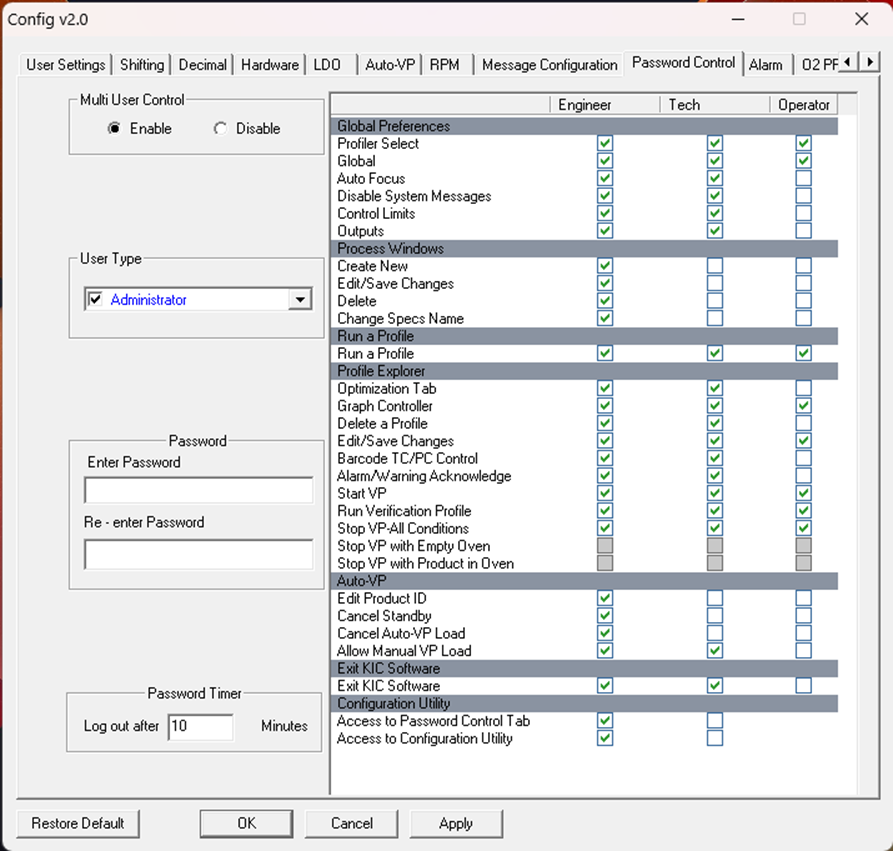 Config v2.0
User Settings Shifting Decimal Hardware LDO Auto-VP RPM Message Configuration Password Control Alarm O2 PF
Multi User Control
Enable Disable
User Type
Administrator
Password
Enter Password
Re - enter Password
Password Timer
Log out after 10 Minutes
Engineer Tech Operator
Global Preferences
Profiler Select
Global
Auto Focus
Disable System Messages
Control Limits
Outputs
Process Windows
Create New
Edit/Save Changes
Delete
Change Specs Name
Run a Profile
Run a Profile
Profile Explorer
Optimization Tab
Graph Controller
Delete a Profile
Edit/Save Changes
Barcode TC/PC Control
Alarm/Warning Acknowledge
Start VP
Run Verification Profile
Stop VP-All Conditions
Stop VP with Empty Oven
Stop VP with Product in Oven
Auto-VP
Edit Product ID
Cancel Standby
Cancel Auto-VP Load
Allow Manual VP Load
Exit KIC Software
Exit KIC Software
Configuration Utility
Access to Password Control Tab
Access to Configuration Utility
Restore Default OK Cancel Apply